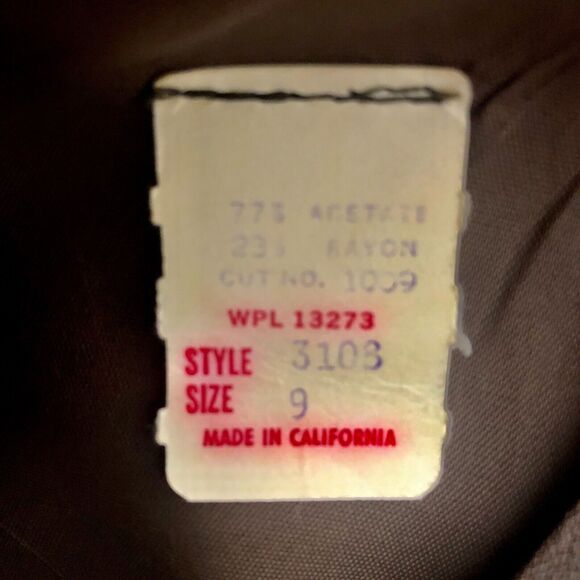 77% ACETATE
23% RAYON
CUT NO. 1009
WPL 13273
STYLE 3108
SIZE 9
MADE IN CALIFORNIA